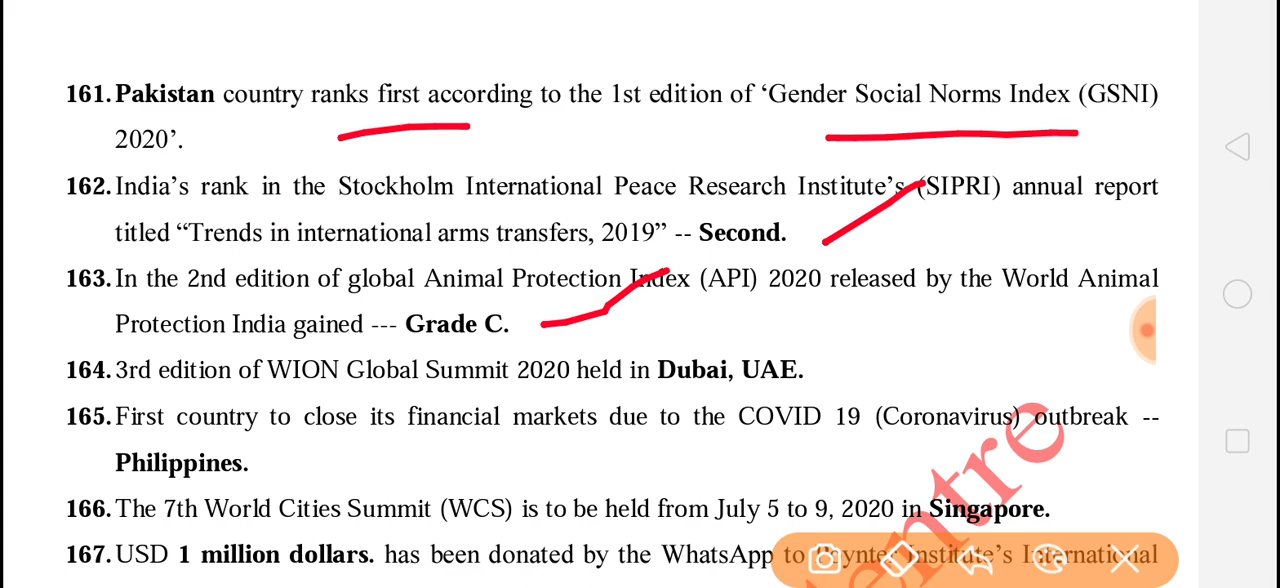 161. Pakistan country ranks first according to the 1st edition of ‘Gender Social Norms Index (GSNI)
2020’.
162. India’s rank in the Stockholm International Peace Research Institute’s (SIPRI) annual report
titled “Trends in international arms transfers, 2019” -- Second.
163. In the 2nd edition of global Animal Protection Index (API) 2020 released by the World Animal
Protection India gained --- Grade C.
164. 3rd edition of WION Global Summit 2020 held in Dubai, UAE.
165. First country to close its financial markets due to the COVID 19 (Coronavirus) outbreak --
Philippines.
166. The 7th World Cities Summit (WCS) is to be held from July 5 to 9, 2020 in Singapore.
167. USD 1 million dollars. has been donated by the WhatsApp to Poynter Institute’s International
entre